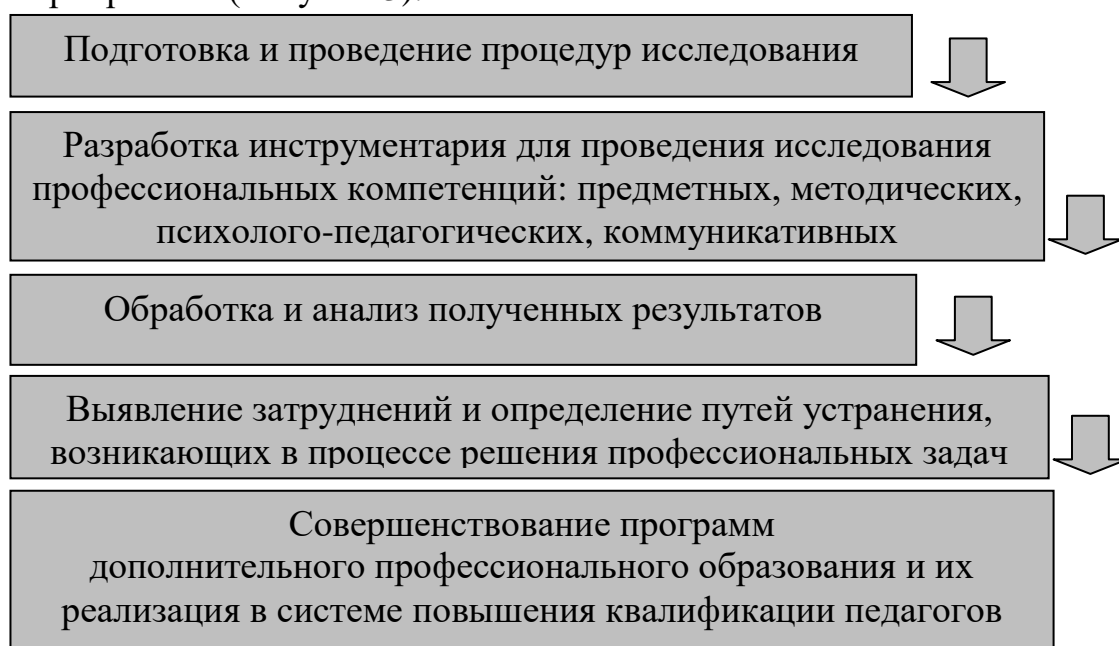 Подготовка и проведение процедур исследования
Разработка инструментария для проведения исследования
профессиональных компетенций: предметных, методических,
психолого-педагогических, коммуникативных
Обработка и анализ полученных результатов
Выявление затруднений и определение путей устранения,
возникающих в процессе решения профессиональных задач
Совершенствование программ
дополнительного профессионального образования и их
реализация в системе повышения квалификации педагогов